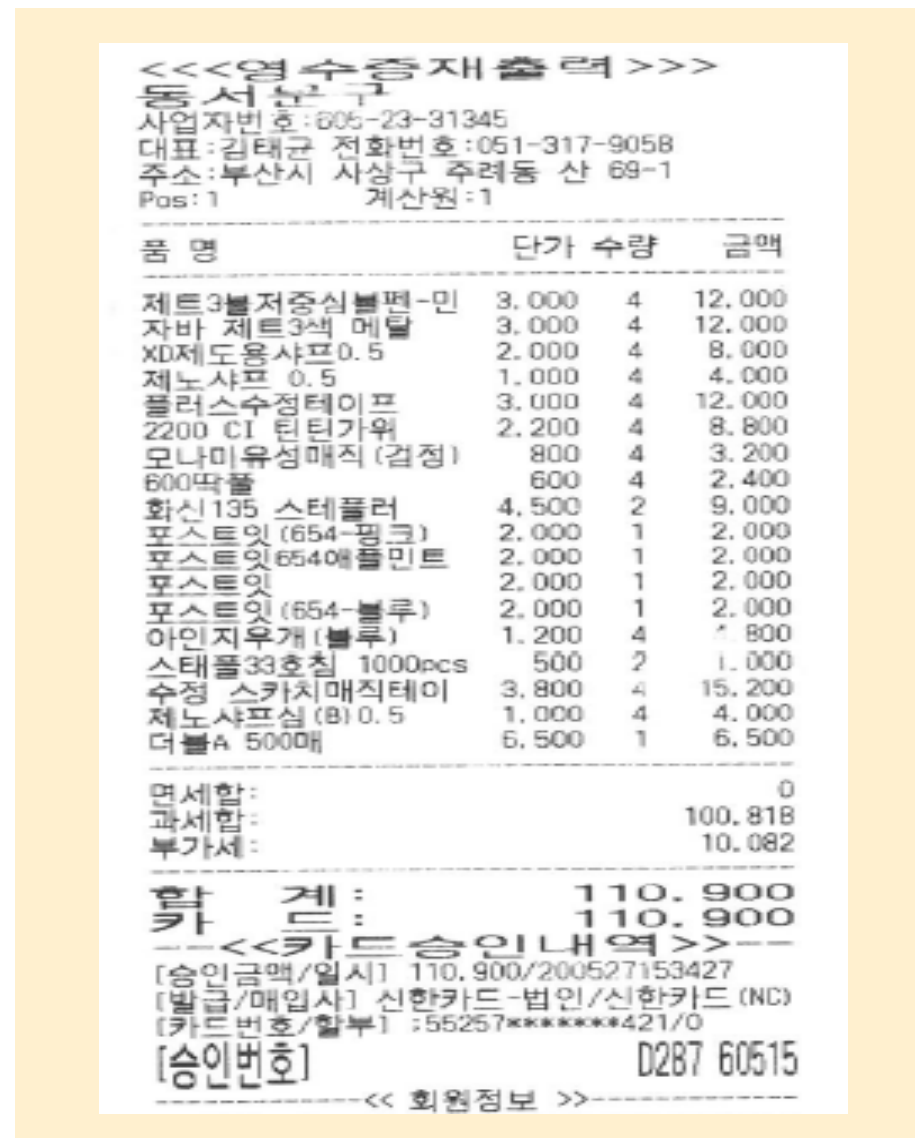 <<<영수증재출력>>>
동서문구
사업자번호:605-23-31345
대표:김태균 전화번호:051-317-9058
주소:부산시 사상구 주례동 산 69-1
Pos:1 계산원:1
품 명 단가 수량 금액
제트3볼저중심볼펜-민 3.000 4 12.000
자바 제트3색 메탈 3.000 4 12.000
XD제도용샤프0.5 2.000 4 8.000
제노샤프 0.5 1.000 4 4.000
플러스수정테이프 3.000 4 12.000
2200 CI 틴틴가위 2.200 4 8.800
모나미유성매직(검정) 800 4 3.200
600딱풀 600 4 2.400
화신135 스테플러 4.500 2 9.000
포스트잇(654-핑크) 2.000 1 2.000
포스트잇654애플민트 2.000 1 2.000
포스트잇 2.000 1 2.000
포스트잇(654-블루) 2.000 1 2.000
아인지우개(블루) 1.200 4 4.800
스태플33호침 1000pcs 500 2 1.000
수정 스카치매직테이 3.800 4 15.200
제노샤프심(B)0.5 1.000 4 4.000
더블A 500매 6.500 1 6.500
면세합: 0
과세합: 100.818
부가세: 10.082
합 계: 110.900
카 드: 110.900
--<<카드승인내역>>--
[승인금액/일시] 110.900/200527153427
[발급/매입사] 신한카드-법인/신한카드(NC)
[카드번호/할부] :55257*******421/0
[승인번호] D287 60515
--------------<< 회원정보 >>--------------